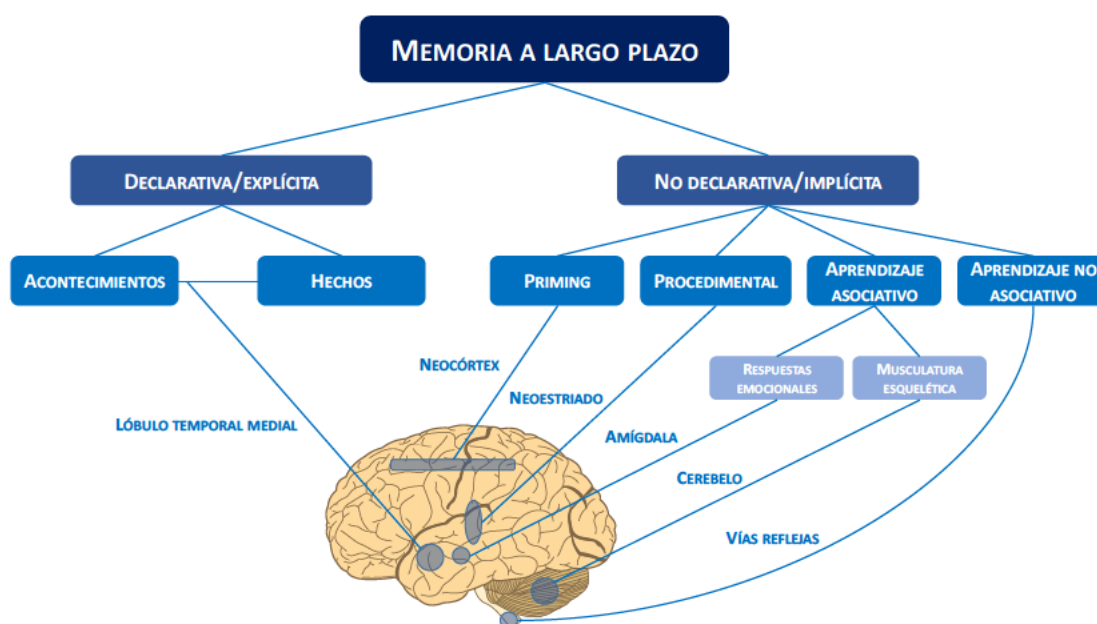 MEMORIA A LARGO PLAZO
DECLARATIVA/EXPLÍCITA
NO DECLARATIVA/IMPLÍCITA
ACONTECIMIENTOS
HECHOS
PRIMING
PROCEDIMENTAL
APRENDIZAJE
ASOCIATIVO
APRENDIZAJE NO
ASOCIATIVO
NEOCÓRTEX
RESPUESTAS
EMOCIONALES
MUSCULATURA
ESQUELÉTICA
NEOESTRIADO
LÓBULO TEMPORAL MEDIAL
AMÍGDALA
CEREBELO
VÍAS REFLEJAS